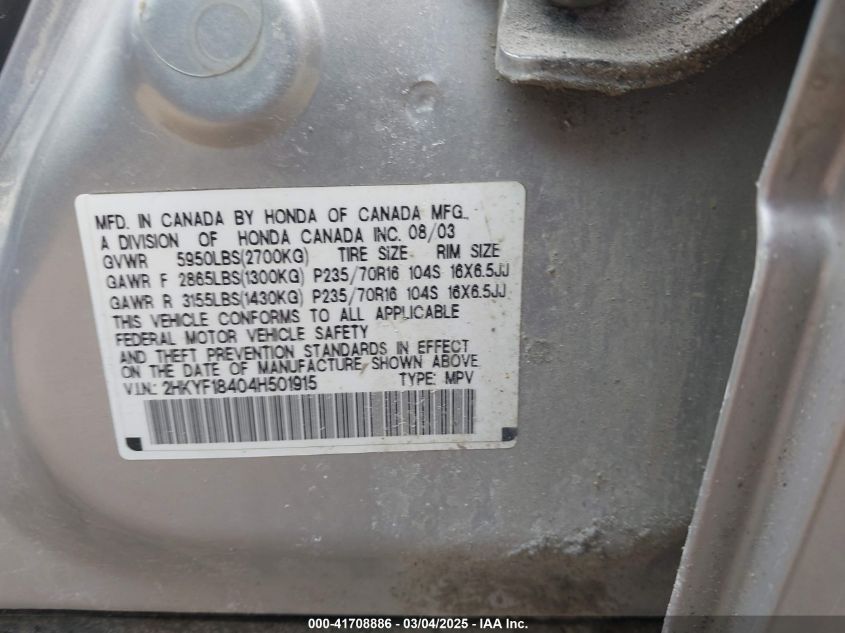 MFD. IN CANADA BY HONDA OF CANADA MFG.,
A DIVISION OF HONDA CANADA INC. 08/03
GVWR 5950LBS(2700KG) TIRE SIZE RIM SIZE
GAWR F 2865LBS(1300KG) P235/70R16 104S 16X6.5JJ
GAWR R 3155LBS(1430KG) P235/70R16 104S 16X6.5JJ
THIS VEHICLE CONFORMS TO ALL APPLICABLE
FEDERAL MOTOR VEHICLE SAFETY
AND THEFT PREVENTION STANDARDS IN EFFECT
ON THE DATE OF MANUFACTURE SHOWN ABOVE
V.I.N.: 2HKYF18404H501915 TYPE: MPV
000-41708886 - 03/04/2025 - IAA Inc.